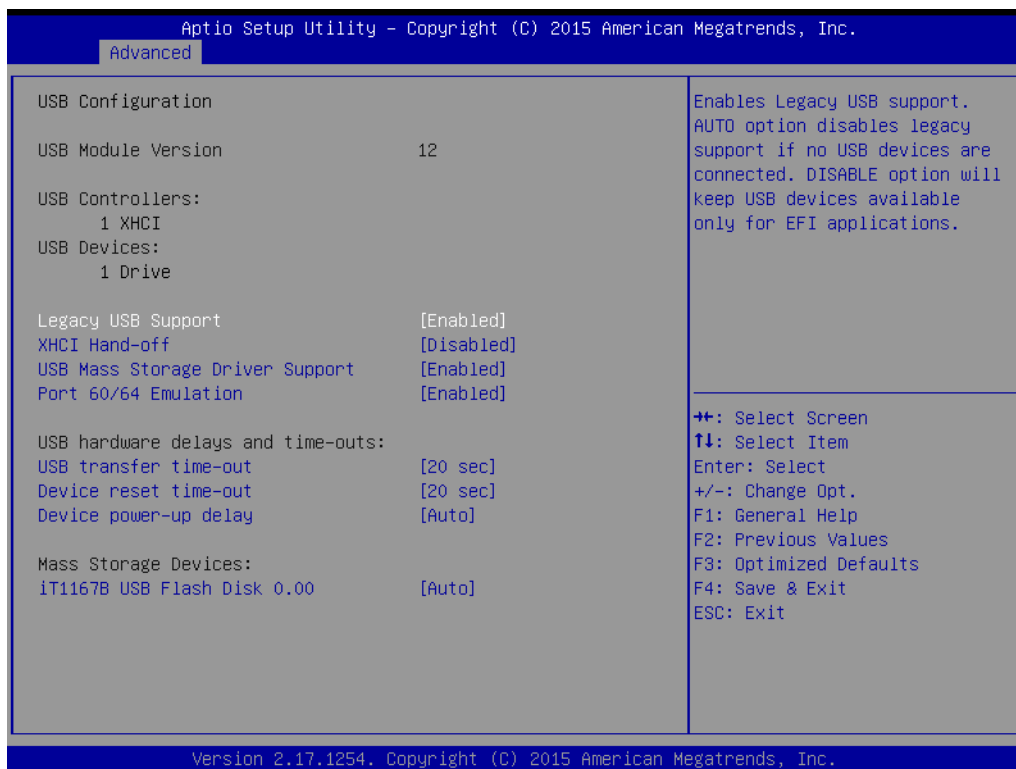 Aptio Setup Utility – Copyright (C) 2015 American Megatrends, Inc.
Advanced
USB Configuration
USB Module Version 12
USB Controllers:
1 XHCI
USB Devices:
1 Drive
Legacy USB Support [Enabled]
XHCI Hand-off [Disabled]
USB Mass Storage Driver Support [Enabled]
Port 60/64 Emulation [Enabled]
USB hardware delays and time-outs:
USB transfer time-out [20 sec]
Device reset time-out [20 sec]
Device power-up delay [Auto]
Mass Storage Devices:
iT1167B USB Flash Disk 0.00 [Auto]
Enables Legacy USB support.
AUTO option disables legacy
support if no USB devices are
connected. DISABLE option will
keep USB devices available
only for EFI applications.
→←: Select Screen
↑↓: Select Item
Enter: Select
+/-: Change Opt.
F1: General Help
F2: Previous Values
F3: Optimized Defaults
F4: Save & Exit
ESC: Exit
Version 2.17.1254. Copyright (C) 2015 American Megatrends, Inc.